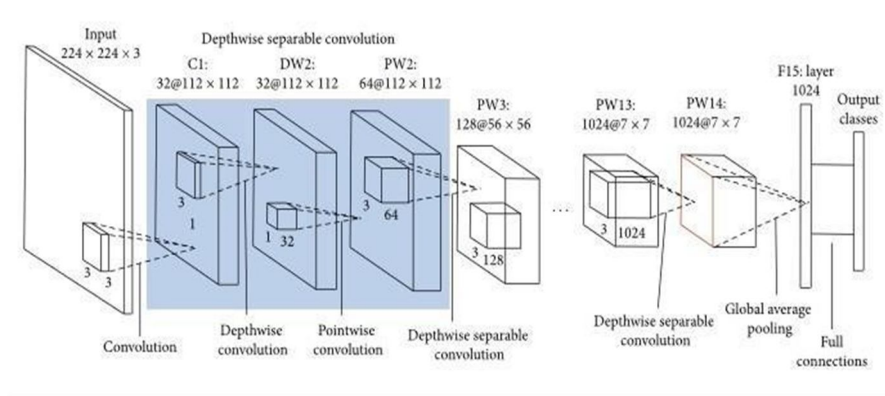 Input
224 × 224 × 3
Depthwise separable convolution
C1:
32@112 × 112
DW2:
32@112 × 112
PW2:
64@112 × 112
PW3:
128@56 × 56
PW13:
1024@7 × 7
PW14:
1024@7 × 7
F15: layer
1024
Output
classes
3
3
3
1
1
32
3
64
3
128
...
3
1024
Convolution
Depthwise
convolution
Pointwise
convolution
Depthwise separable
convolution
Depthwise separable
convolution
Global average
pooling
Full
connections